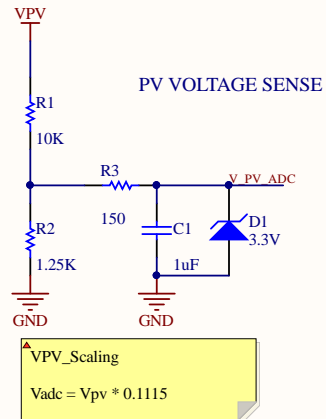 VPV
PV VOLTAGE SENSE
R1
10K
R3
V_PV_ADC
150
R2
1.25K
C1
1uF
D1
3.3V
GND
GND
VPV_Scaling
Vadc = Vpv * 0.1115